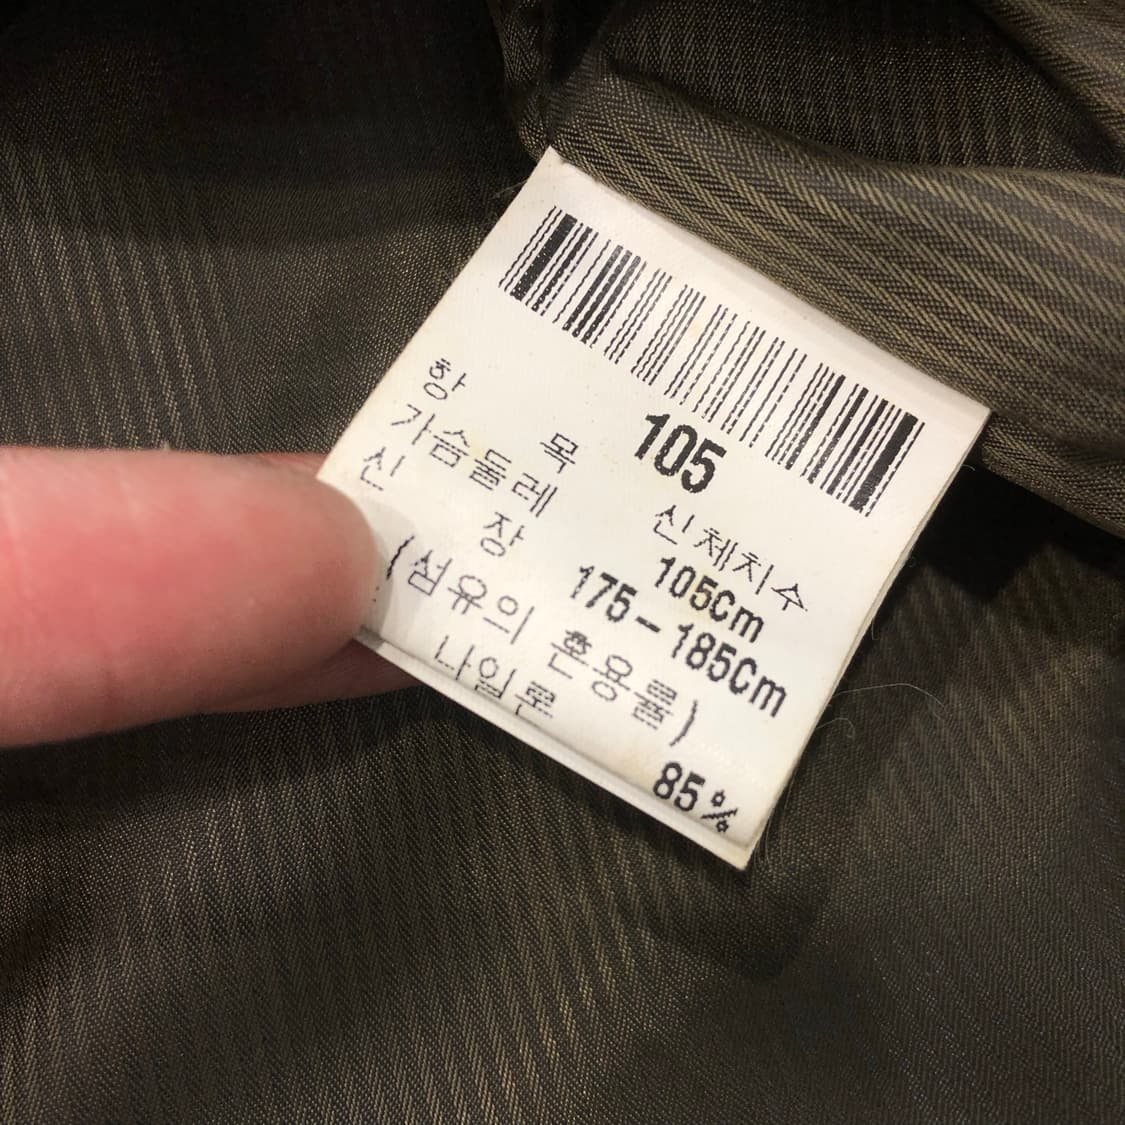 105
항 목 신체치수
가슴둘레 105Cm
신 장 175-185Cm
(섬유의 혼용률)
나일론 85%